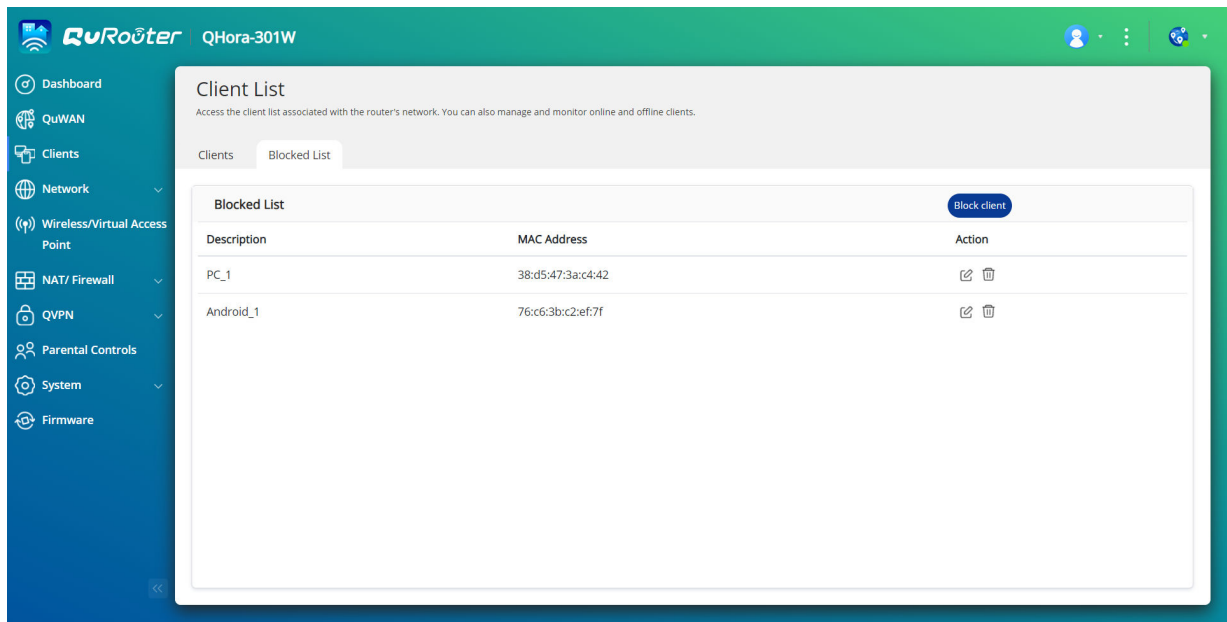 QuRoûter QHora-301W
Dashboard
QuWAN
Clients
Network
Wireless/Virtual Access
Point
NAT/ Firewall
QVPN
Parental Controls
System
Firmware
Client List
Access the client list associated with the router's network. You can also manage and monitor online and offline clients.
Clients Blocked List
Blocked List Block client
Description MAC Address Action
PC_1 38:d5:47:3a:c4:42
Android_1 76:c6:3b:c2:ef:7f